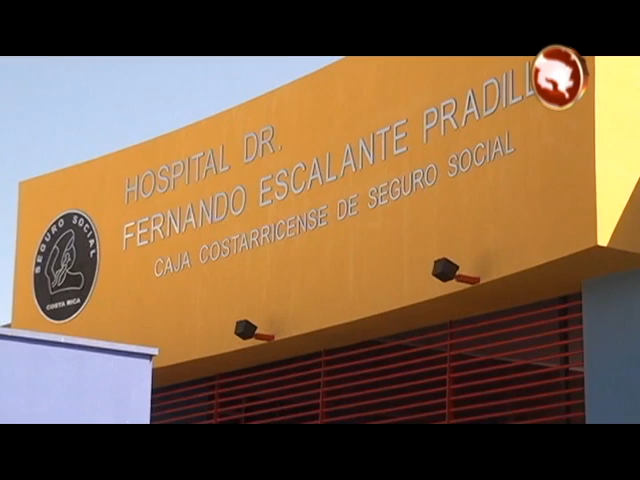 HOSPITAL DR.
FERNANDO ESCALANTE PRADILL
CAJA COSTARRICENSE DE SEGURO SOCIAL
SEGURO SOCIAL
COSTA RICA